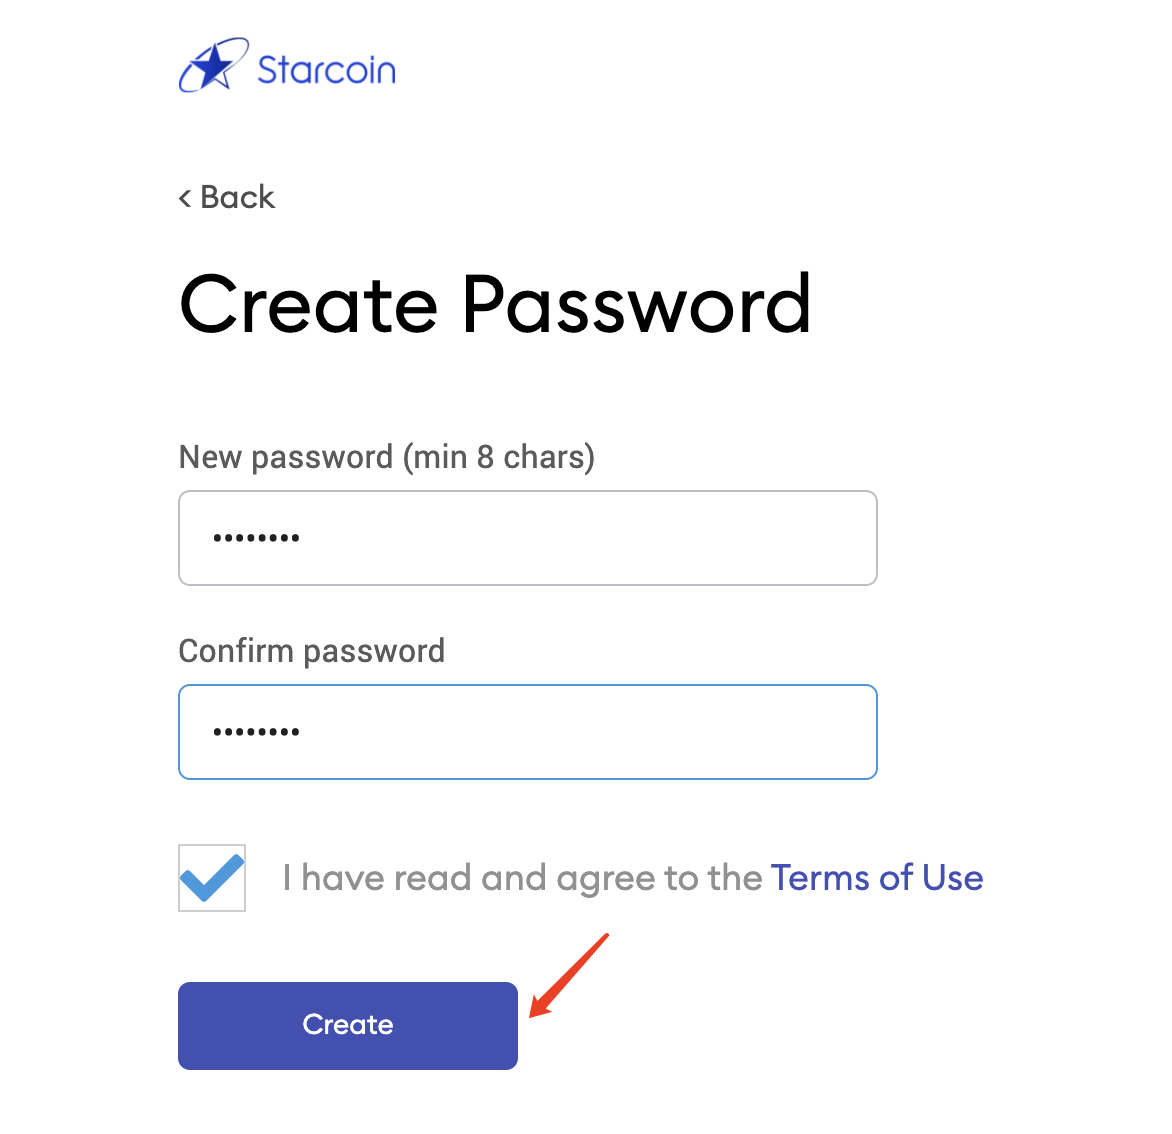 Starcoin
< Back
Create Password
New password (min 8 chars)
••••••••
Confirm password
••••••••
I have read and agree to the Terms of Use
Create